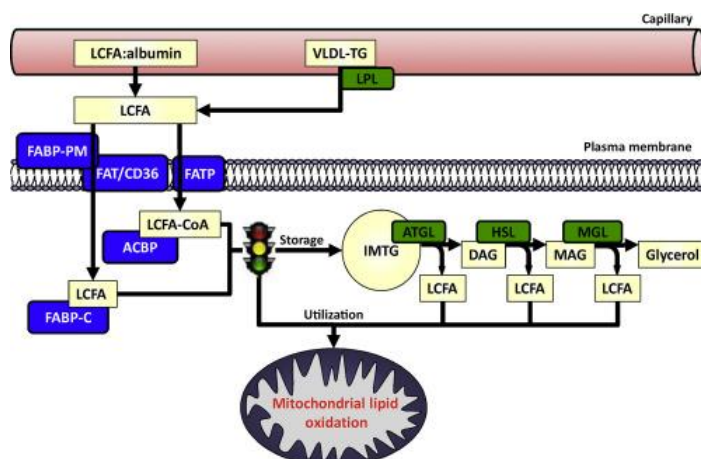 Capillary
LCFA:albumin
VLDL-TG
LPL
LCFA
FABP-PM
Plasma membrane
FAT/CD36
FATP
LCFA-CoA
ACBP
Storage
IMTG
ATGL
HSL
MGL
DAG
MAG
Glycerol
LCFA
LCFA
LCFA
LCFA
FABP-C
Utilization
Mitochondrial lipid
oxidation